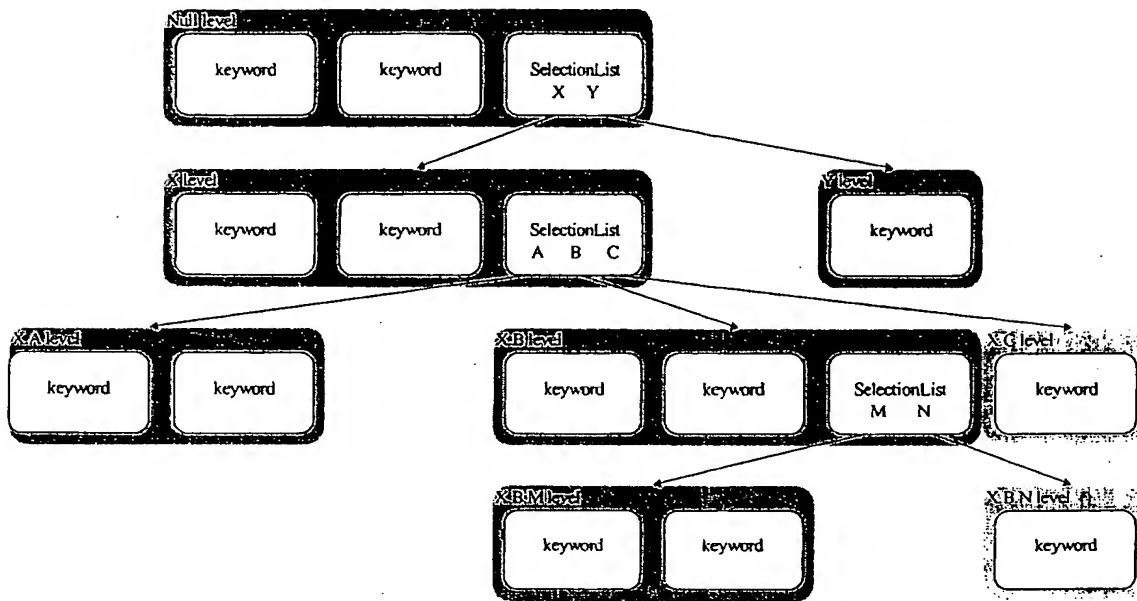 Null level
keyword keyword SelectionList
X Y
X level Y level
keyword keyword SelectionList keyword
A B C
X.A level X.B level X.C level
keyword keyword keyword keyword SelectionList keyword
M N
X.B.M level X.B.N level
keyword keyword keyword